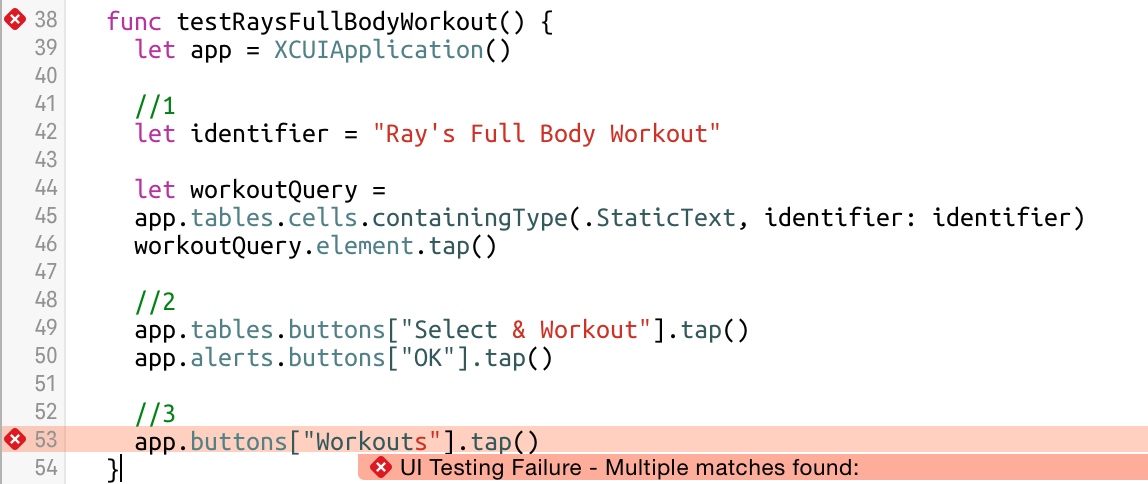 38 func testRaysFullBodyWorkout() {
39 let app = XCUIApplication()
40
41 //1
42 let identifier = "Ray's Full Body Workout"
43
44 let workoutQuery =
45 app.tables.cells.containingType(.StaticText, identifier: identifier)
46 workoutQuery.element.tap()
47
48 //2
49 app.tables.buttons["Select & Workout"].tap()
50 app.alerts.buttons["OK"].tap()
51
52 //3
53 app.buttons["Workouts"].tap()
54 } UI Testing Failure - Multiple matches found: